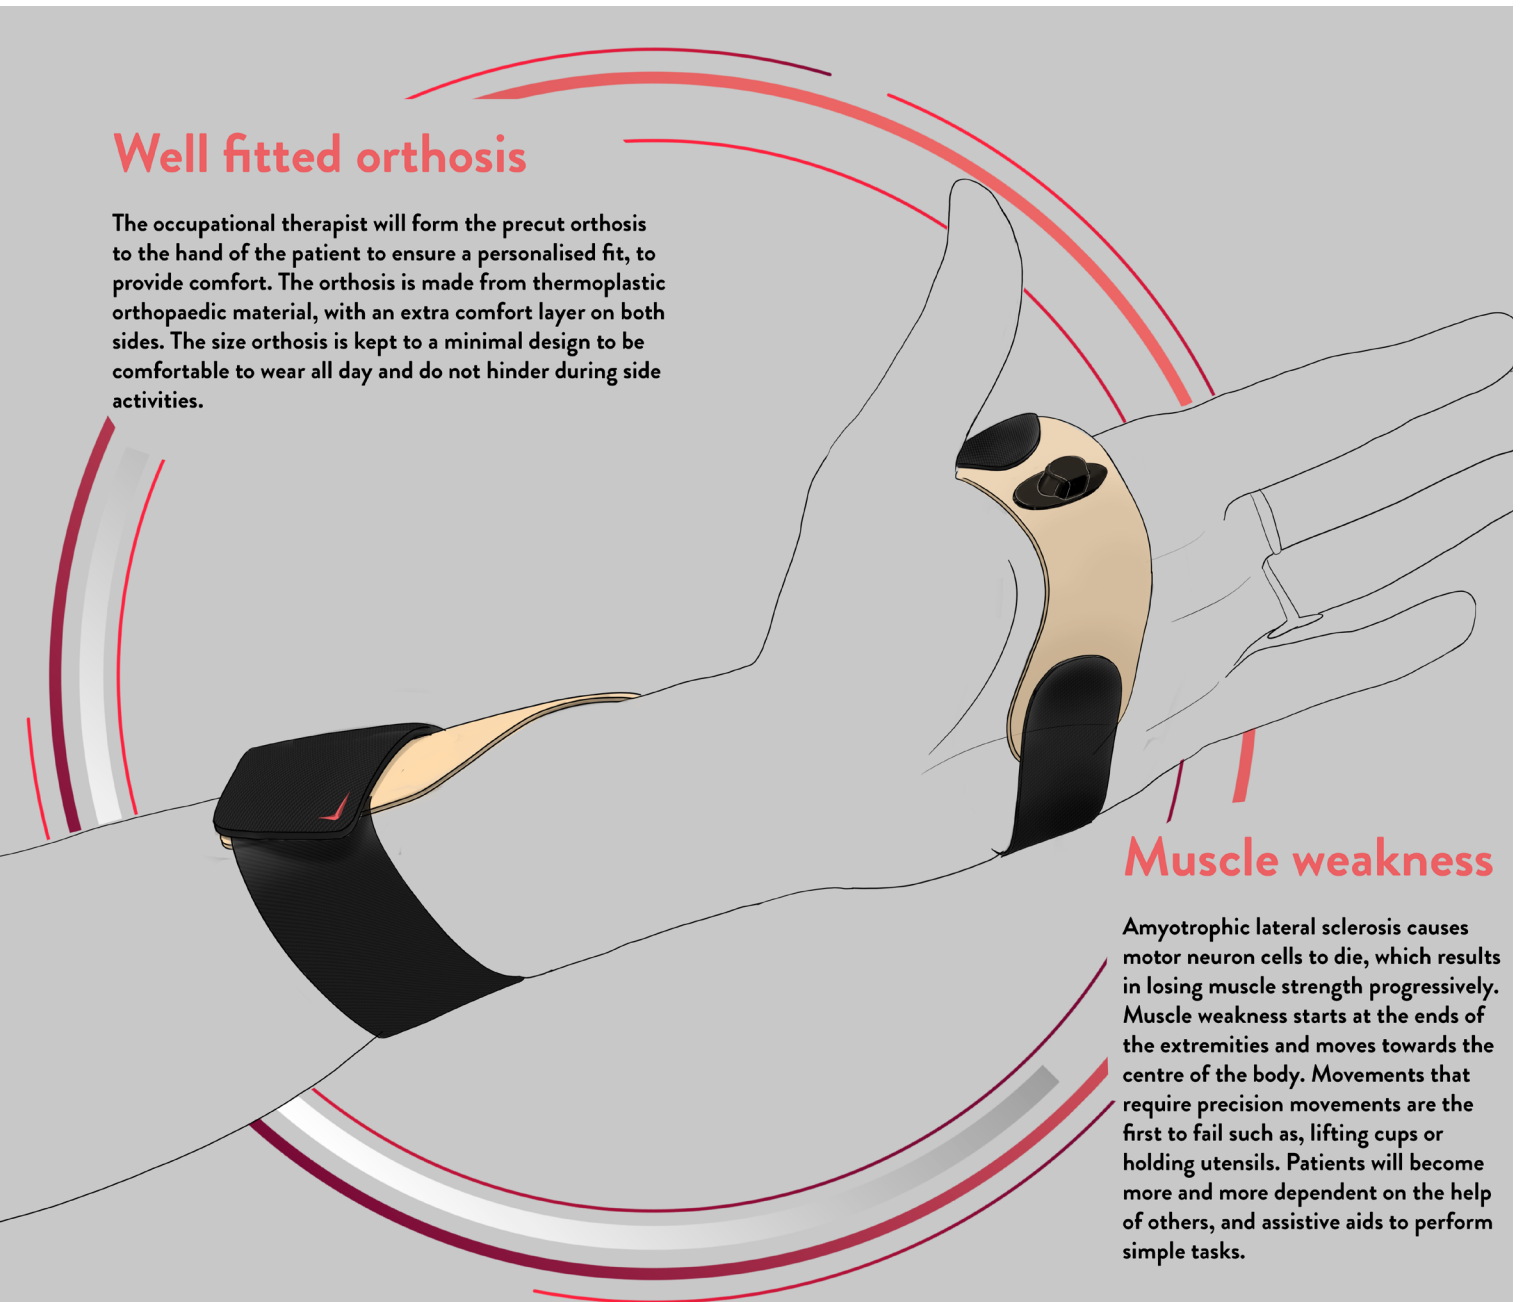 Well fitted orthosis
The occupational therapist will form the precut orthosis
to the hand of the patient to ensure a personalised fit, to
provide comfort. The orthosis is made from thermoplastic
orthopaedic material, with an extra comfort layer on both
sides. The size orthosis is kept to a minimal design to be
comfortable to wear all day and do not hinder during side
activities.
Muscle weakness
Amyotrophic lateral sclerosis causes
motor neuron cells to die, which results
in losing muscle strength progressively.
Muscle weakness starts at the ends of
the extremities and moves towards the
centre of the body. Movements that
require precision movements are the
first to fail such as, lifting cups or
holding utensils. Patients will become
more and more dependent on the help
of others, and assistive aids to perform
simple tasks.